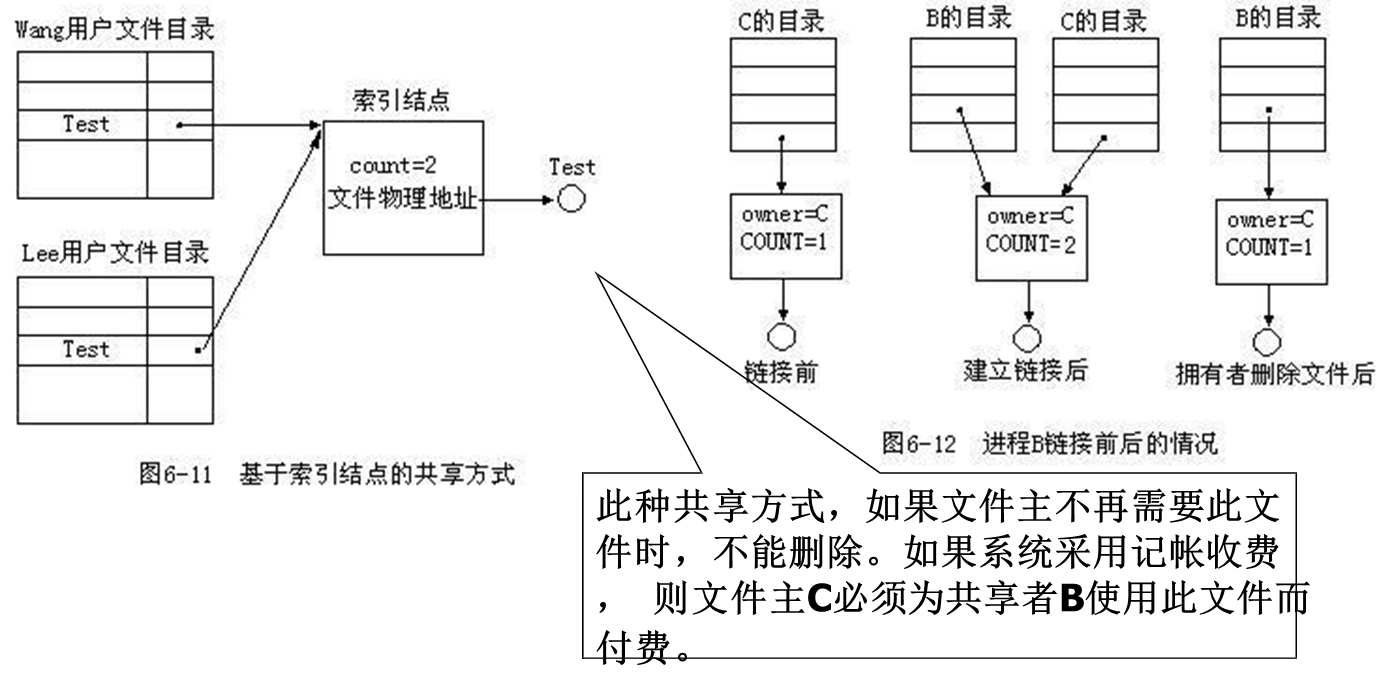 Wang用户文件目录
Test
索引结点
count=2
文件物理地址
Test
Lee用户文件目录
Test
图6-11 基于索引结点的共享方式
C的目录
B的目录
C的目录
B的目录
owner=C
COUNT=1
owner=C
COUNT=2
owner=C
COUNT=1
链接前
建立链接后
拥有者删除文件后
图6-12 进程B链接前后的情况
此种共享方式，如果文件主不再需要此文
件时，不能删除。如果系统采用记帐收费
， 则文件主C必须为共享者B使用此文件而
付费。